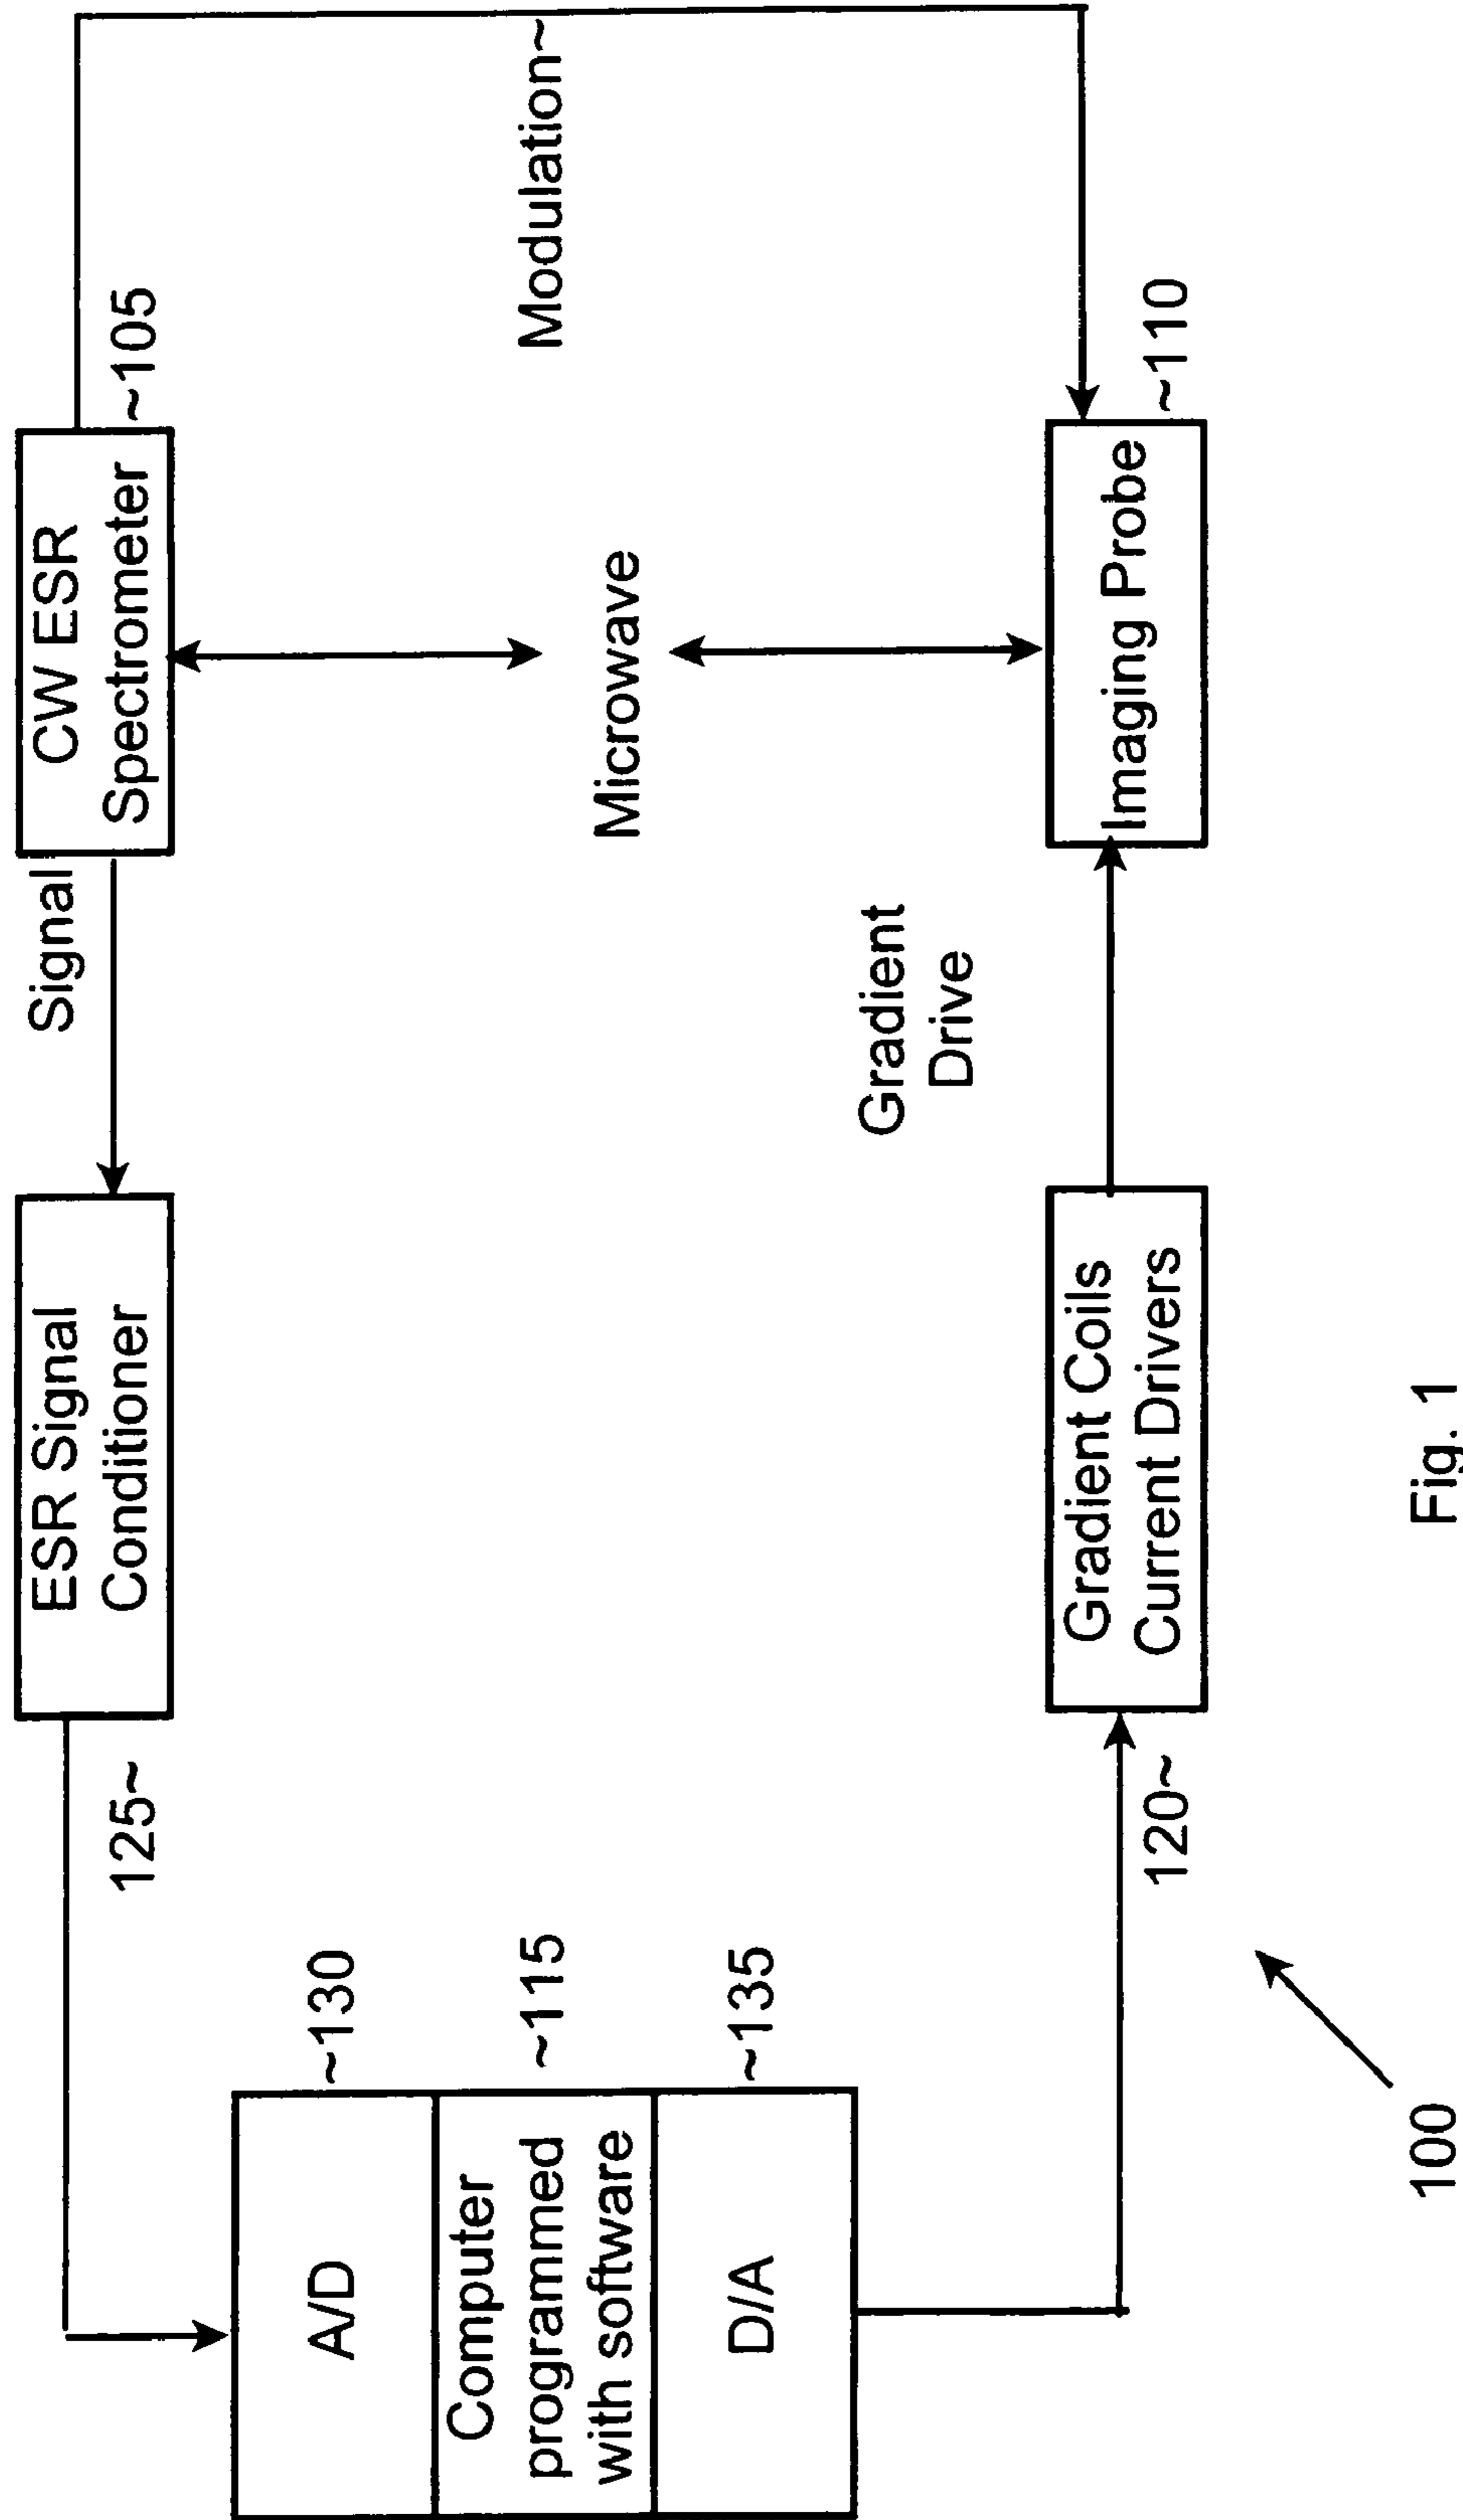 ESR Signal
Conditioner
Signal
CW ESR
Spectrometer
125~
~105
A/D
~130
Computer
programmed
with software
~115
D/A
~135
Modulation~
Microwave
Gradient
Drive
Gradient Coils
Current Drivers
Imaging Probe
120~
~110
100
Fig. 1